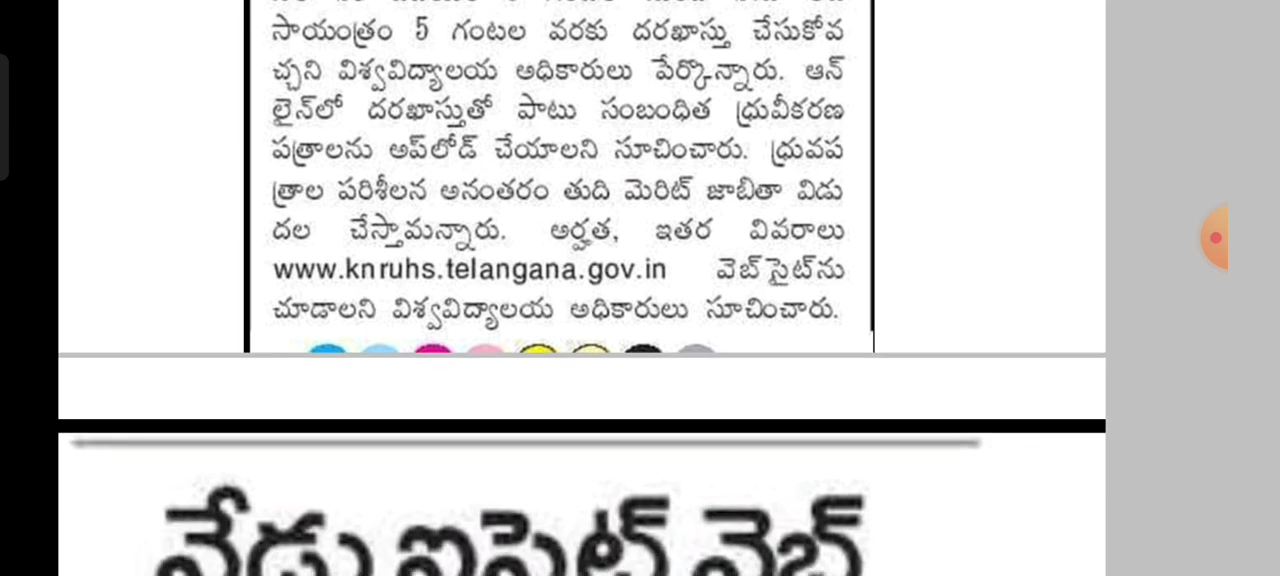 సాయంత్రం 5 గంటల వరకు దరఖాస్తు చేసుకోవ
చ్చని విశ్వవిద్యాలయ అధికారులు పేర్కొన్నారు. ఆన్
లైన్‌లో దరఖాస్తుతో పాటు సంబంధిత ధ్రువీకరణ
పత్రాలను అప్‌లోడ్ చేయాలని సూచించారు. ధ్రువప
త్రాల పరిశీలన అనంతరం తుది మెరిట్ జాబితా విడు
దల చేస్తామన్నారు. అర్హత, ఇతర వివరాలు
www.knruhs.telangana.gov.in వెబ్‌సైట్‌ను
చూడాలని విశ్వవిద్యాలయ అధికారులు సూచించారు.
నేడు ఐసెట్ వెబ్